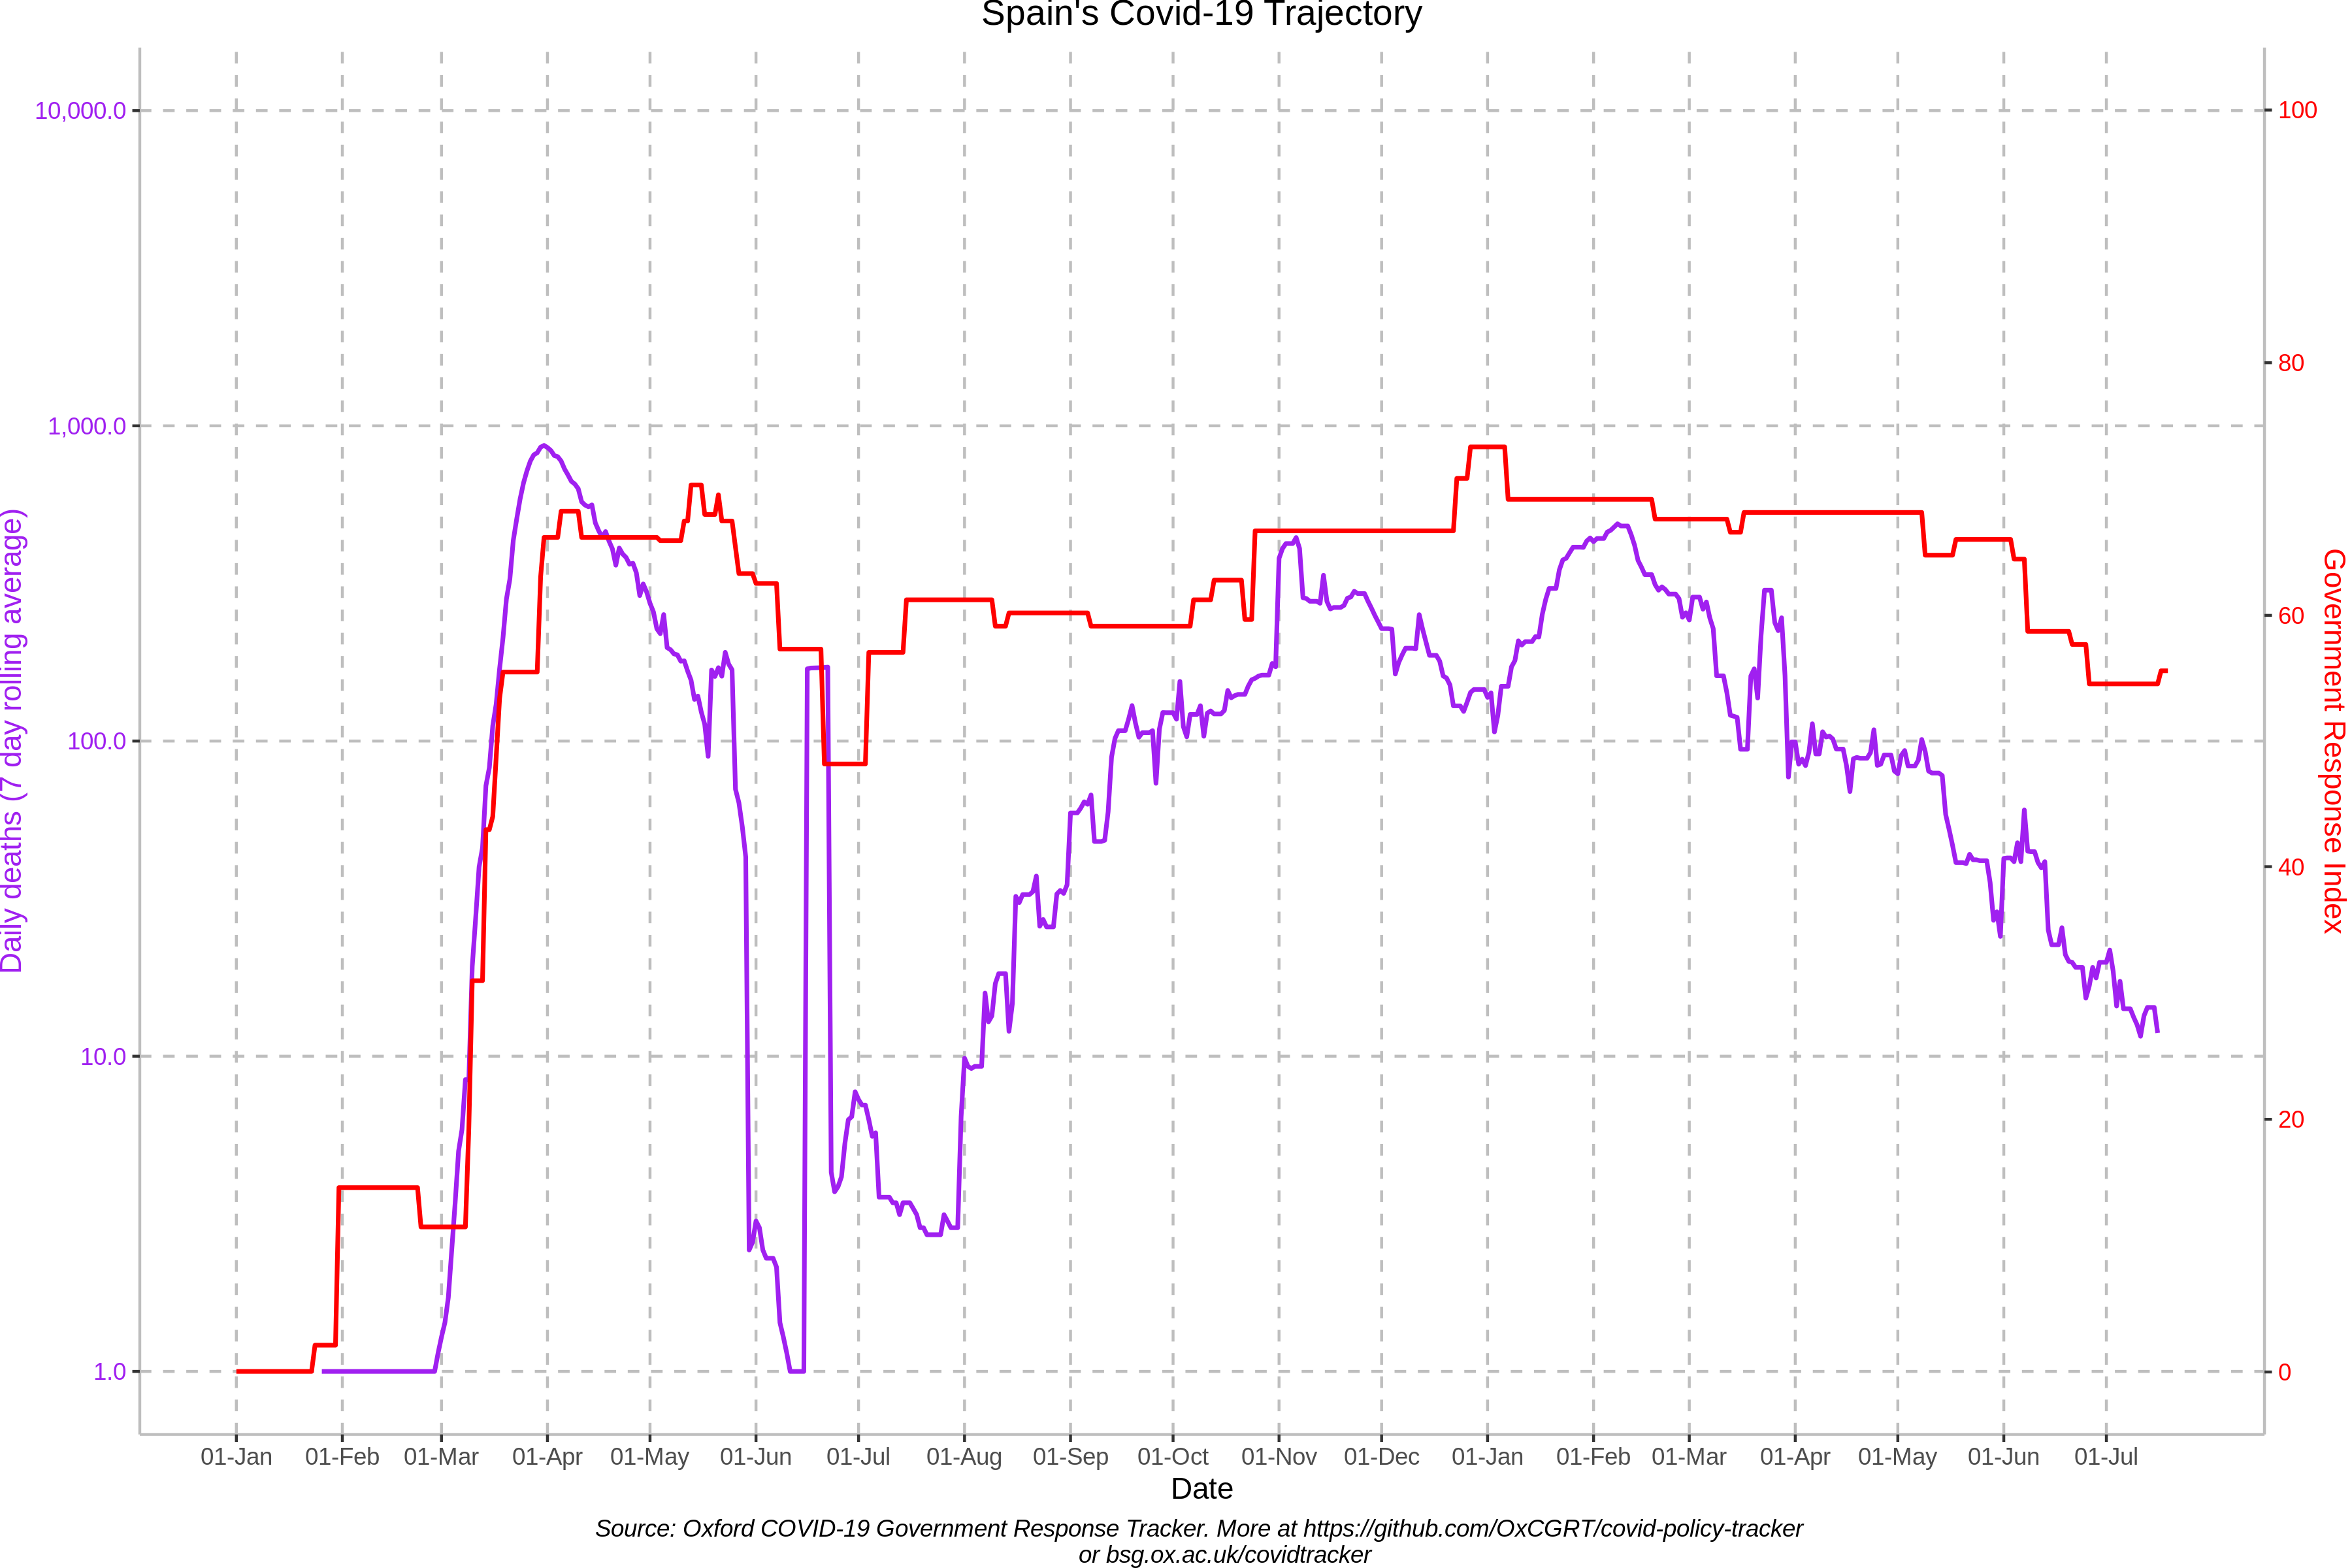 Spain's Covid-19 Trajectory
10,000.0
1,000.0
100.0
10.0
1.0
Daily deaths (7 day rolling average)
100
80
60
40
20
0
Government Response Index
01-Jan 01-Feb 01-Mar 01-Apr 01-May 01-Jun 01-Jul 01-Aug 01-Sep 01-Oct 01-Nov 01-Dec 01-Jan 01-Feb 01-Mar 01-Apr 01-May 01-Jun 01-Jul
Date
Source: Oxford COVID-19 Government Response Tracker. More at https://github.com/OxCGRT/covid-policy-tracker
or bsg.ox.ac.uk/covidtracker